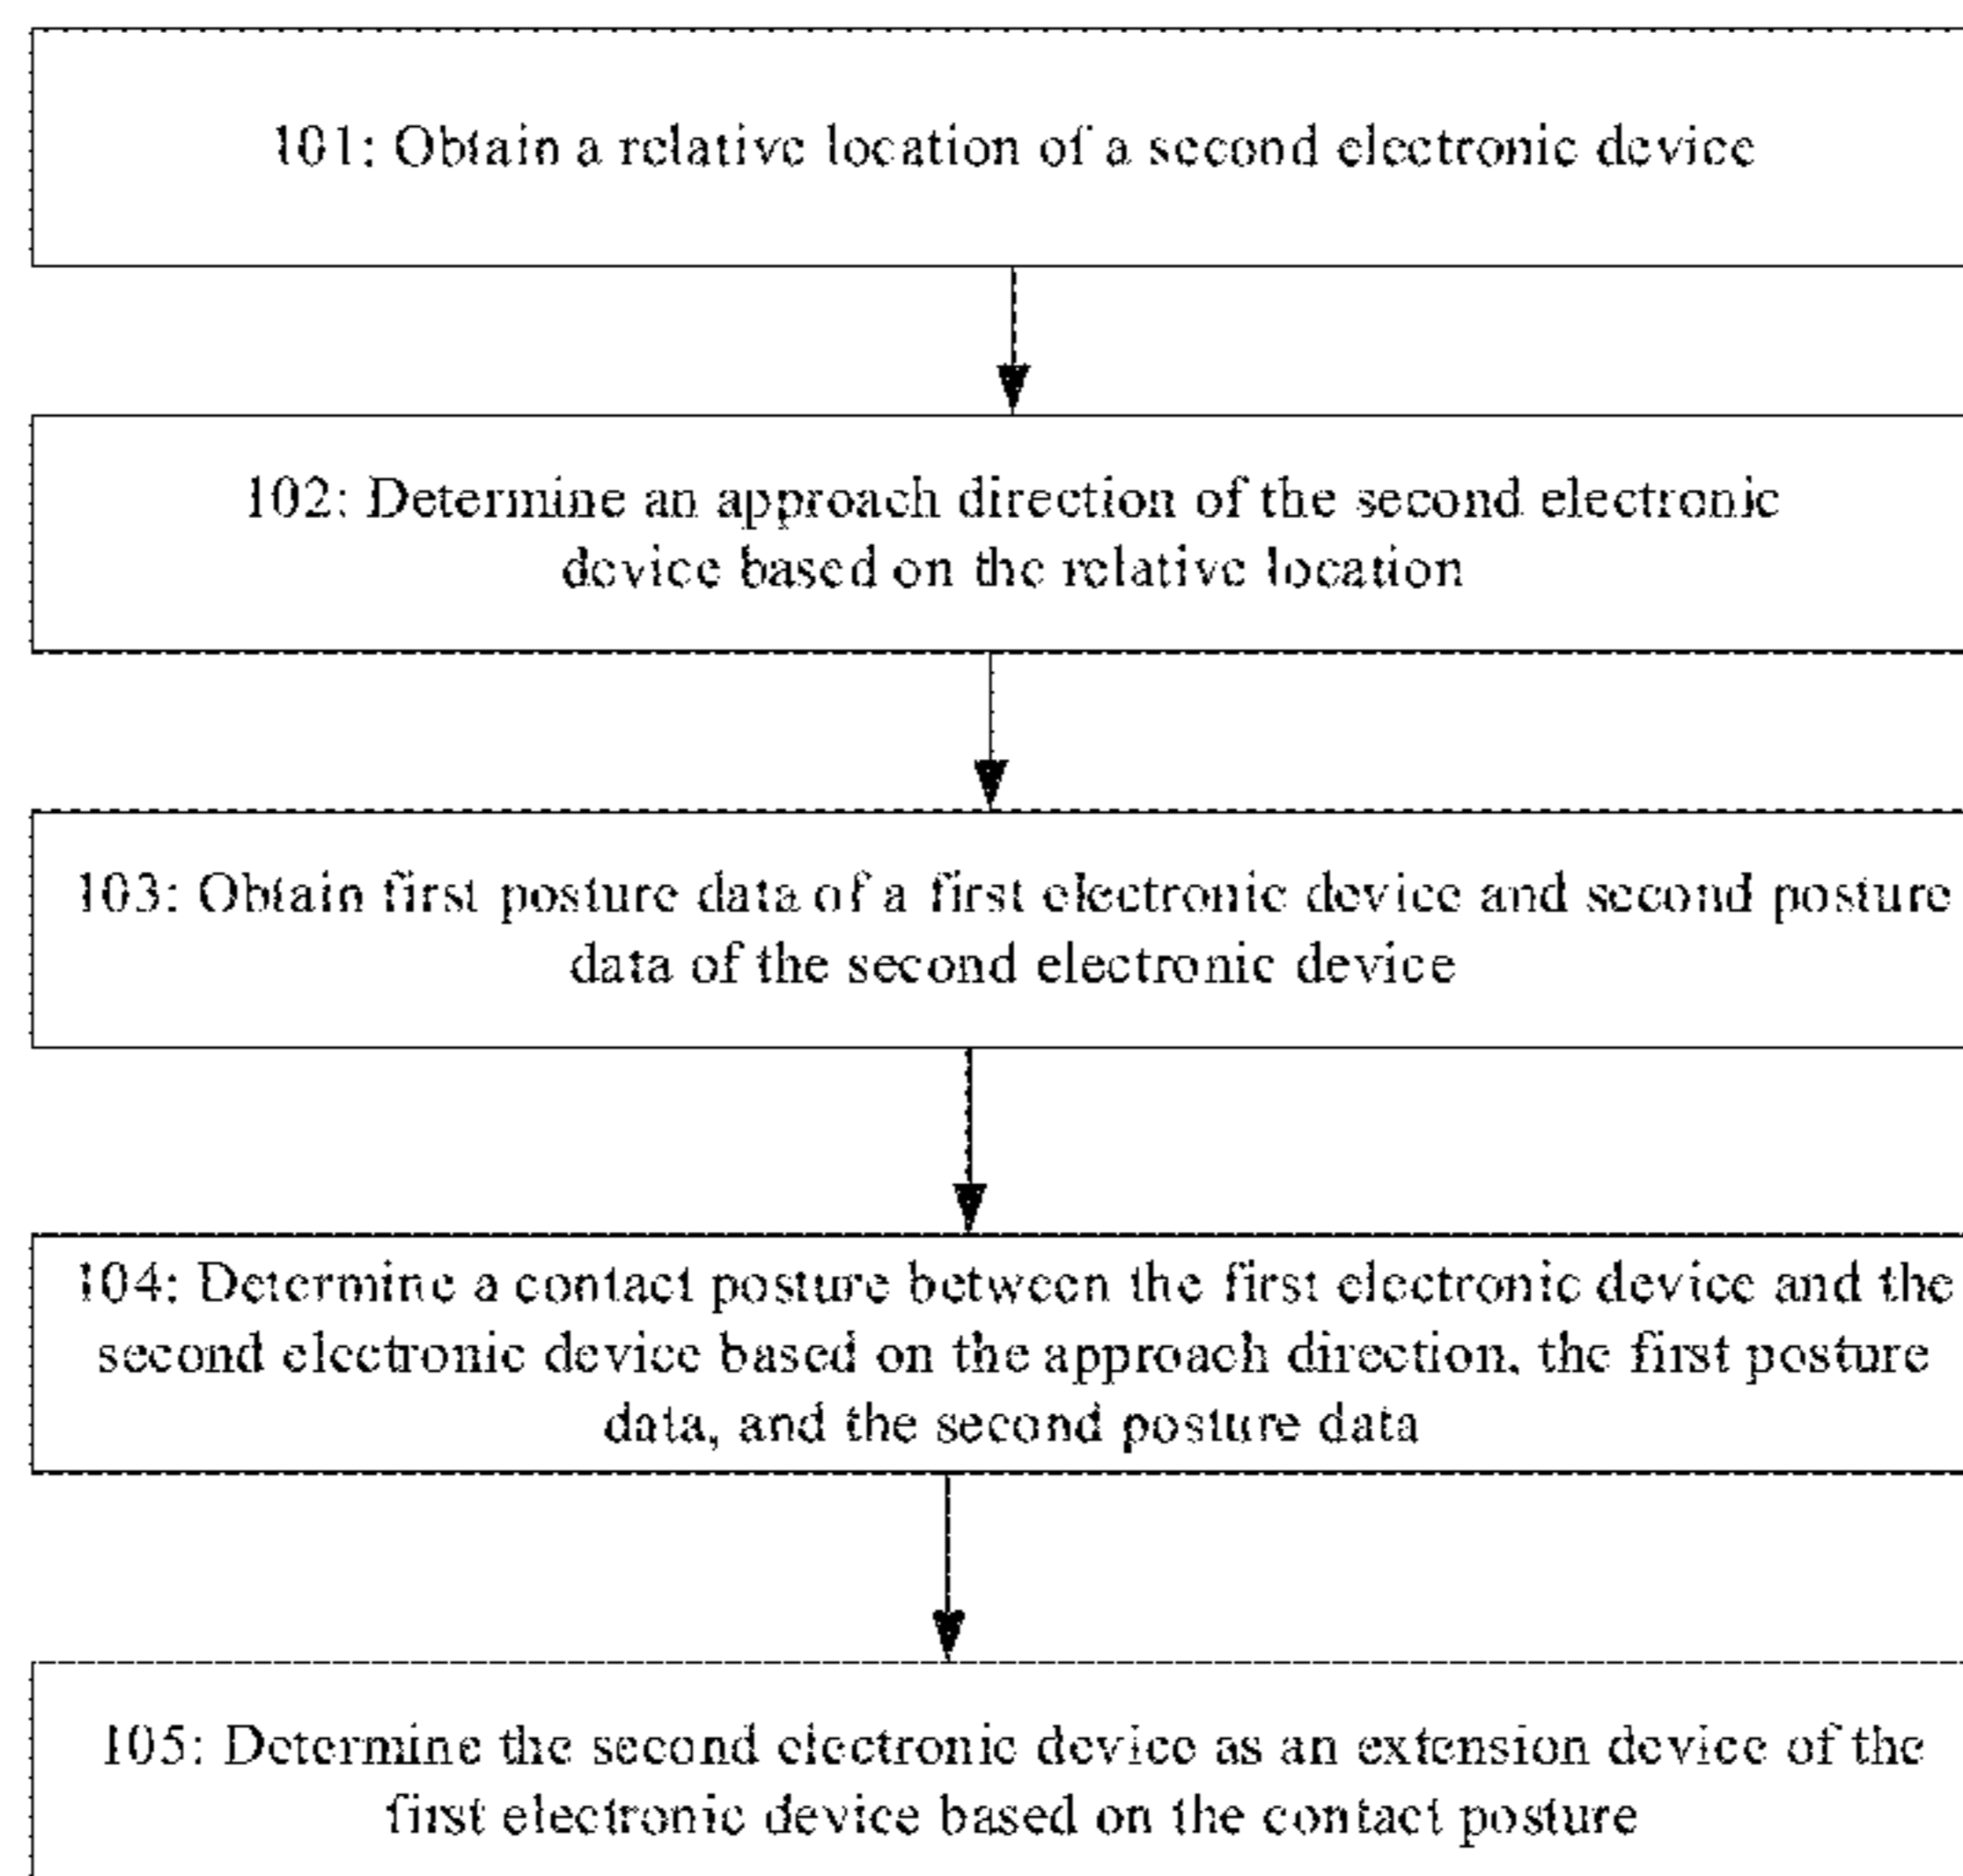 101: Obtain a relative location of a second electronic device
102: Determine an approach direction of the second electronic
device based on the relative location
103: Obtain first posture data of a first electronic device and second posture
data of the second electronic device
104: Determine a contact posture between the first electronic device and the
second electronic device based on the approach direction, the first posture
data, and the second posture data
105: Determine the second electronic device as an extension device of the
first electronic device based on the contact posture